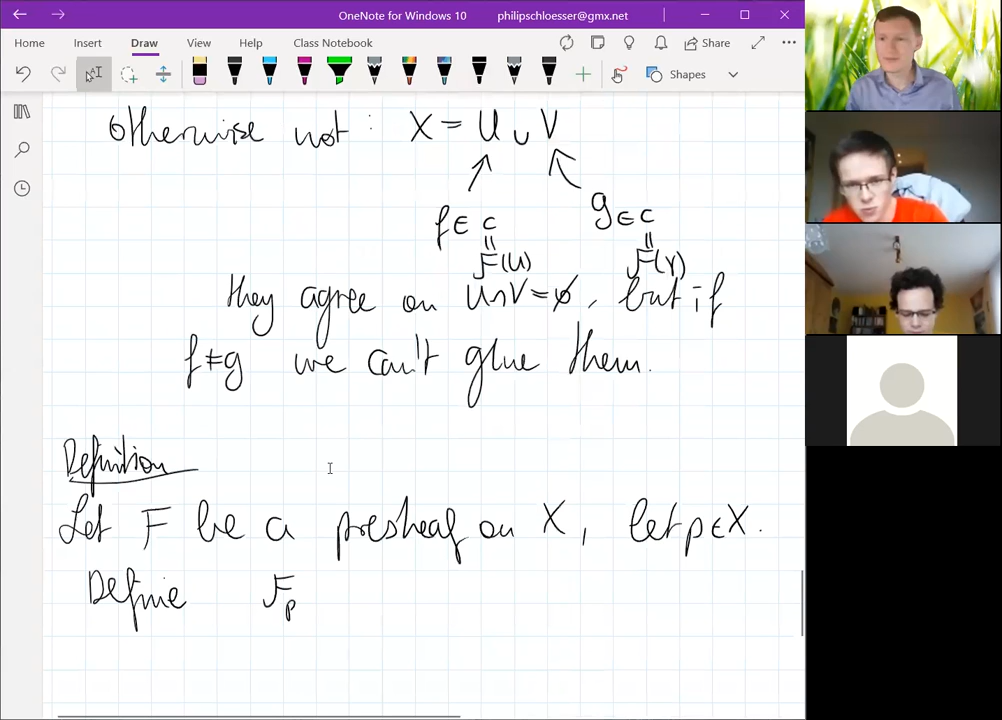 OneNote for Windows 10
philipschloesser@gmx.net
Home Insert Draw View Help Class Notebook Share
Shapes
Otherwise not : X = U ∪ V
f ∈ C g ∈ C
F(U) F(V)
they agree on U∩V = ∅, but if
f ≠ g we can't glue them.
Definition
Let F be a presheaf on X, let p ∈ X.
Define F_p